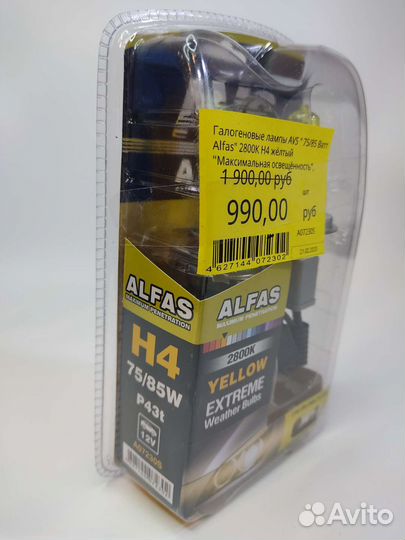 Галогеновые лампы AVS " 75/85 Ватт
Alfas" 2800K H4 жёлтый
"Максимальная освещённость",
1 900,00 руб
шт
990,00 руб
A07230S
4 627144 072302
ALFAS
MAXIMUM PENETRATION
H4
75/85W
P43t
12V
A07230S
ALFAS
MAXIMUM PENETRATION
2800K
YELLOW
EXTREME
Weather Bulbs
Avito